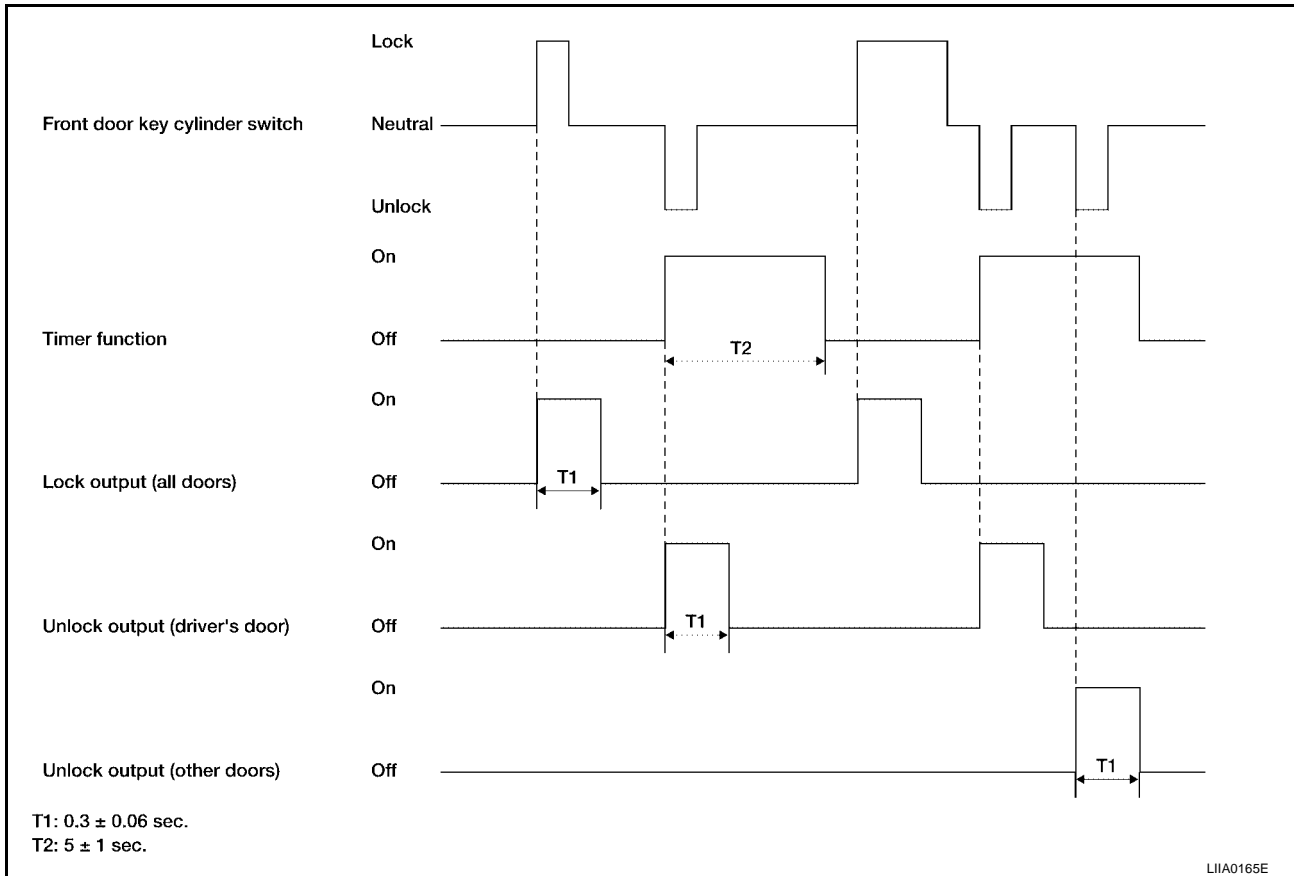 Lock
Front door key cylinder switch Neutral
Unlock
On
Timer function Off
T2
On
Lock output (all doors) Off
T1
On
Unlock output (driver's door) Off
T1
On
Unlock output (other doors) Off
T1
T1: 0.3 ± 0.06 sec.
T2: 5 ± 1 sec.
LIIA0165E